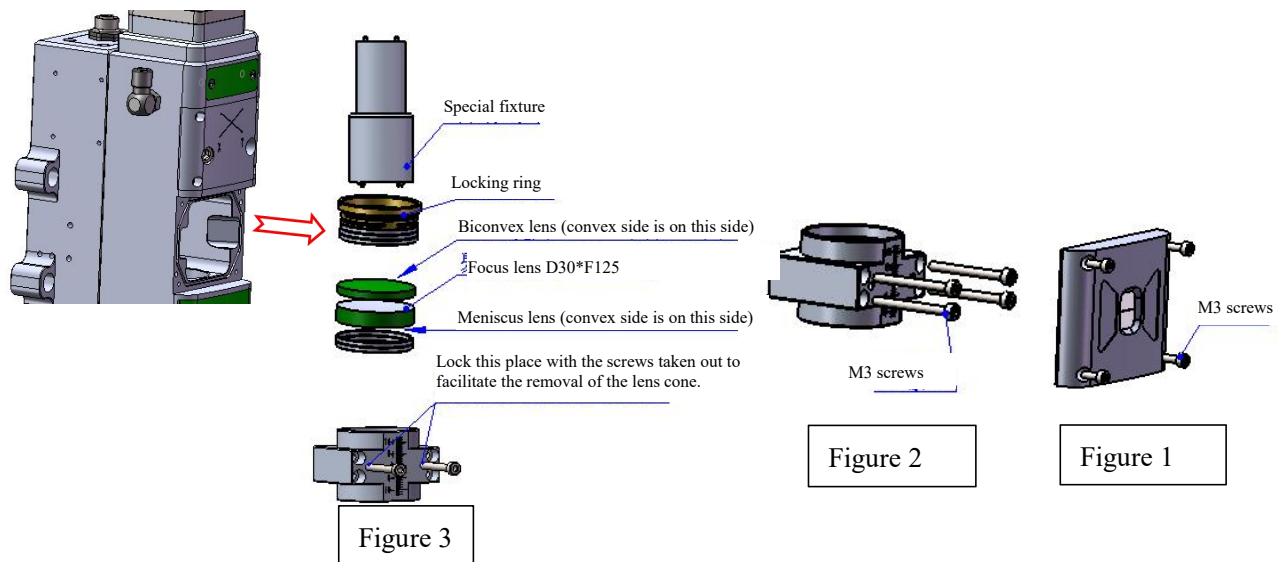 Special fixture
Locking ring
Biconvex lens (convex side is on this side)
Focus lens D30*F125
Meniscus lens (convex side is on this side)
Lock this place with the screws taken out to
facilitate the removal of the lens cone.
Figure 3
M3 screws
Figure 2
M3 screws
Figure 1